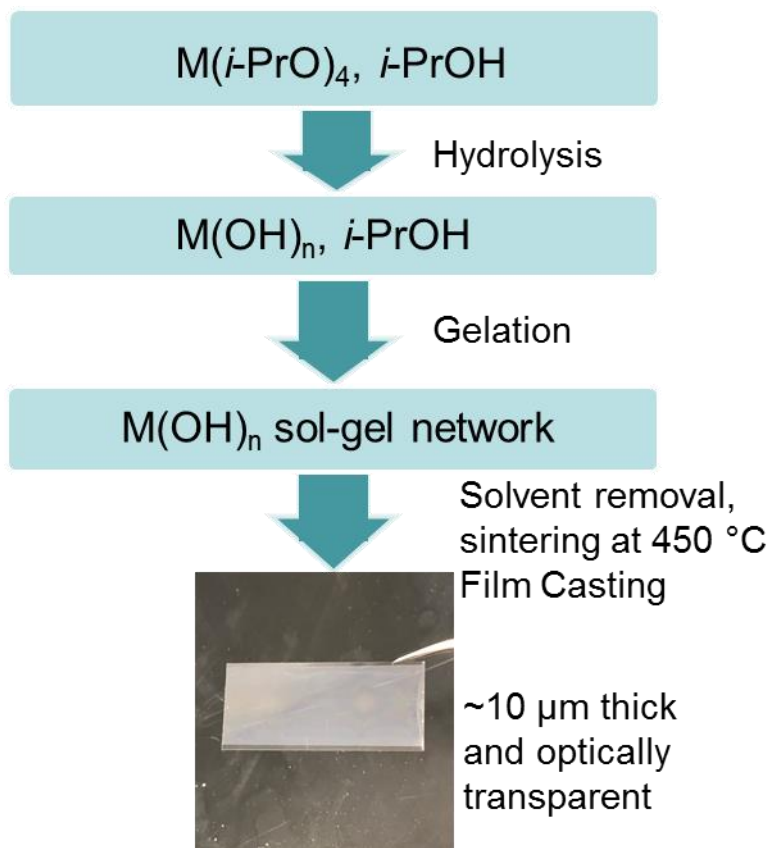 M(i-PrO)₄, i-PrOH
Hydrolysis
M(OH)ₙ, i-PrOH
Gelation
M(OH)ₙ sol-gel network
Solvent removal,
sintering at 450 °C
Film Casting
~10 µm thick
and optically
transparent